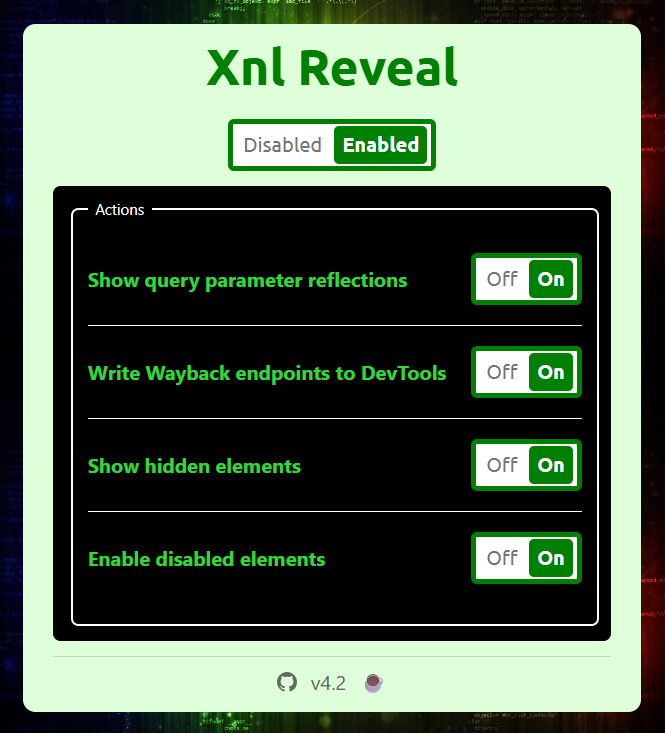 Xnl Reveal
Disabled Enabled
Actions
Show query parameter reflections Off On
Write Wayback endpoints to DevTools Off On
Show hidden elements Off On
Enable disabled elements Off On
v4.2